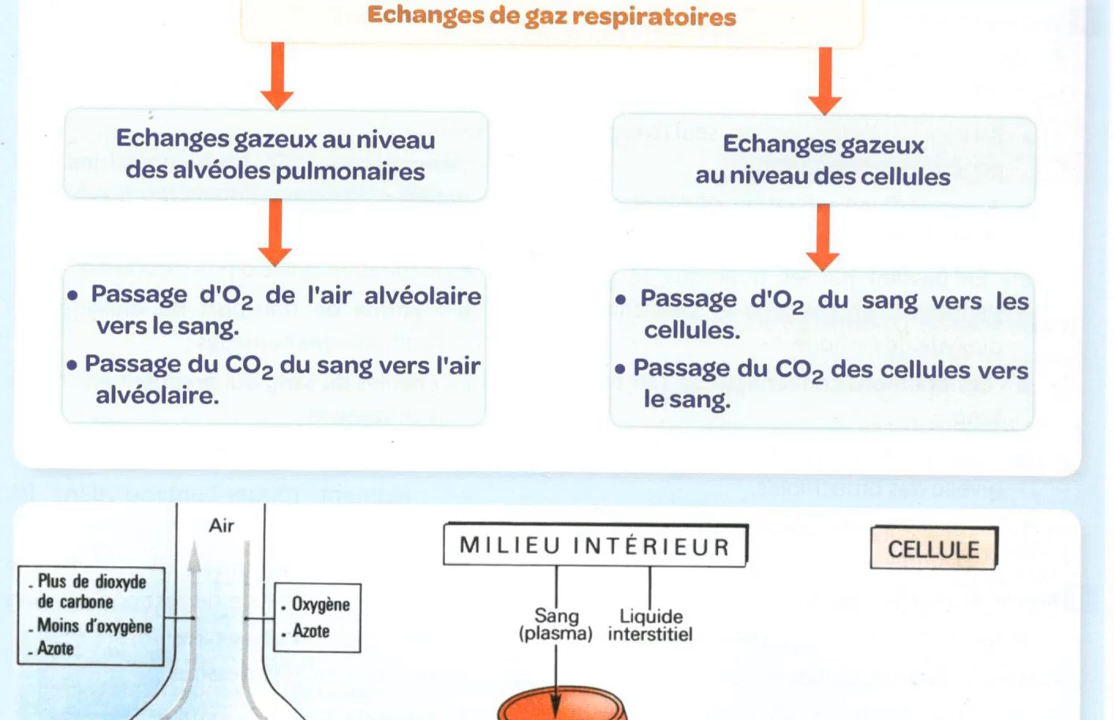 Echanges de gaz respiratoires
Echanges gazeux au niveau
des alvéoles pulmonaires
Echanges gazeux
au niveau des cellules
• Passage d'O₂ de l'air alvéolaire
vers le sang.
• Passage du CO₂ du sang vers l'air
alvéolaire.
• Passage d'O₂ du sang vers les
cellules.
• Passage du CO₂ des cellules vers
le sang.
Air
- Plus de dioxyde
de carbone
- Moins d'oxygène
- Azote
. Oxygène
. Azote
MILIEU INTÉRIEUR
Sang
(plasma)
Liquide
interstitiel
CELLULE